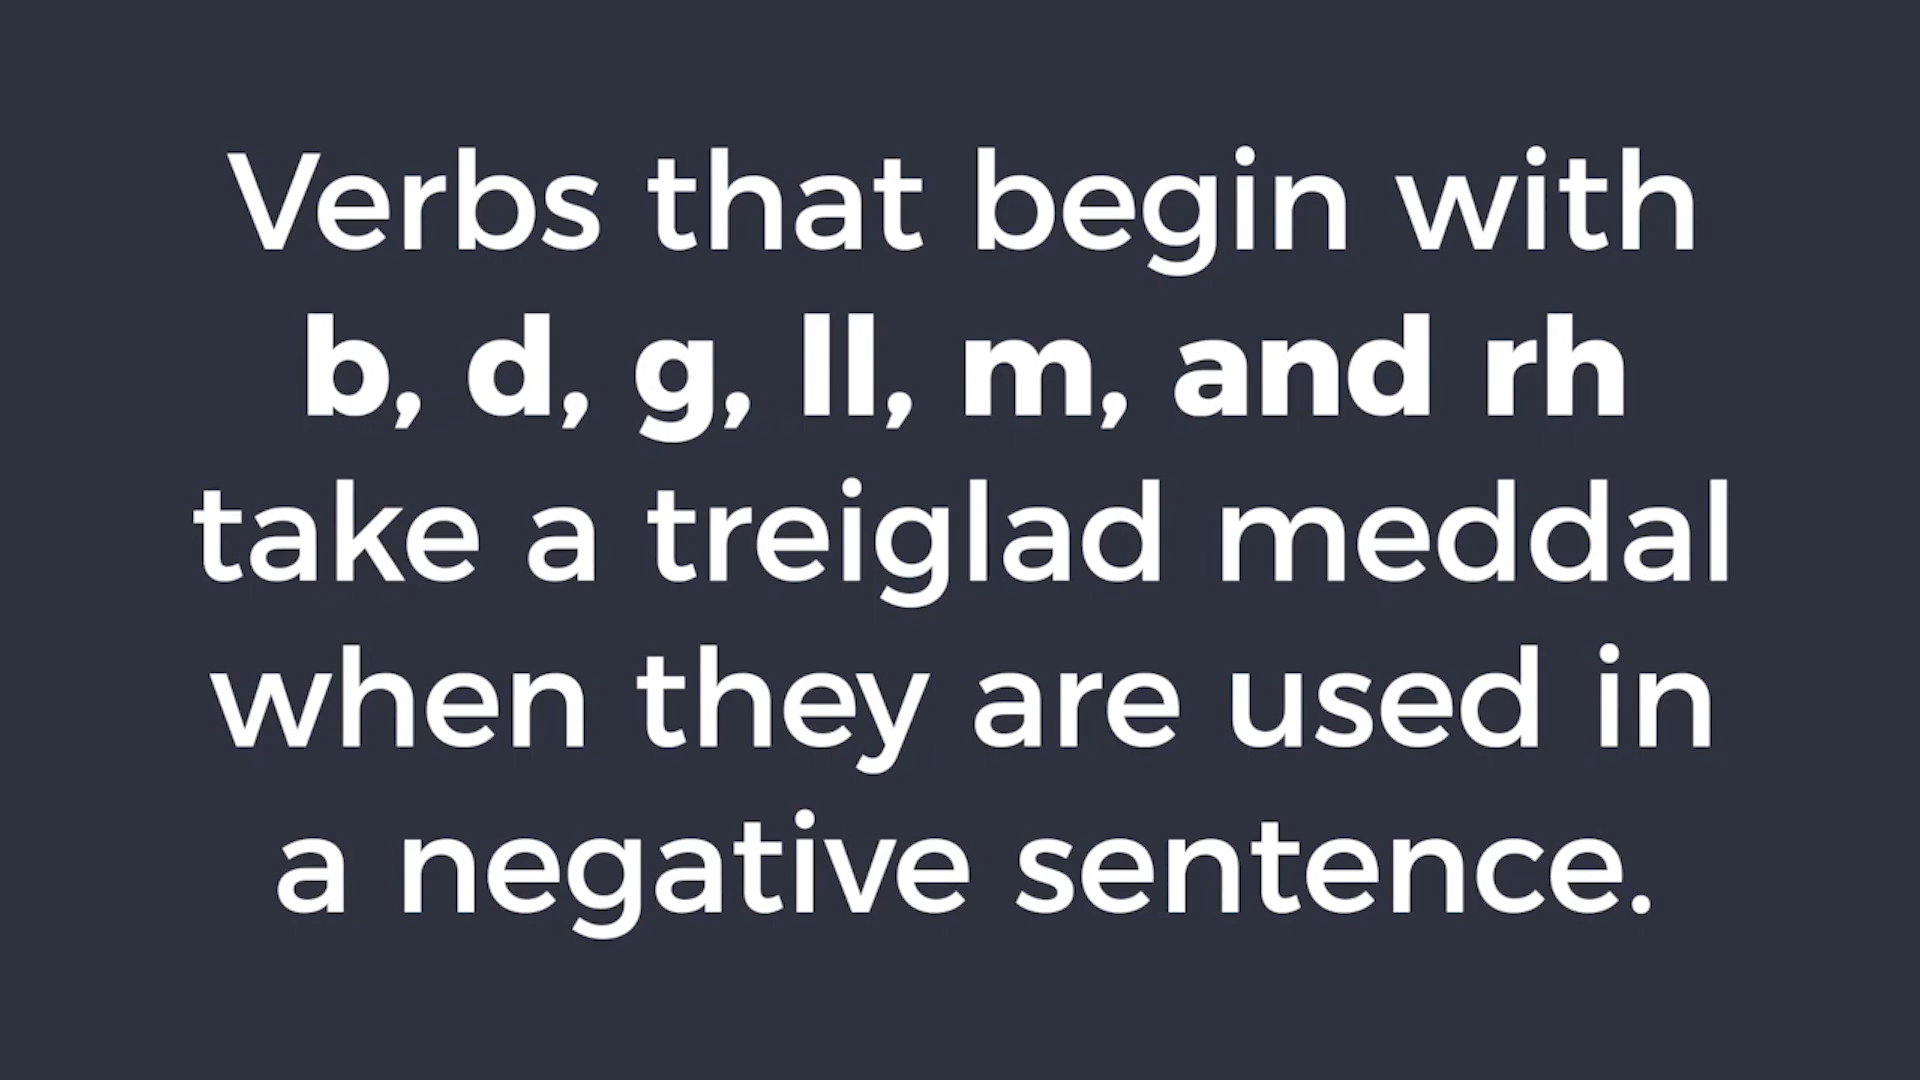 Verbs that begin with
b, d, g, ll, m, and rh
take a treiglad meddal
when they are used in
a negative sentence.